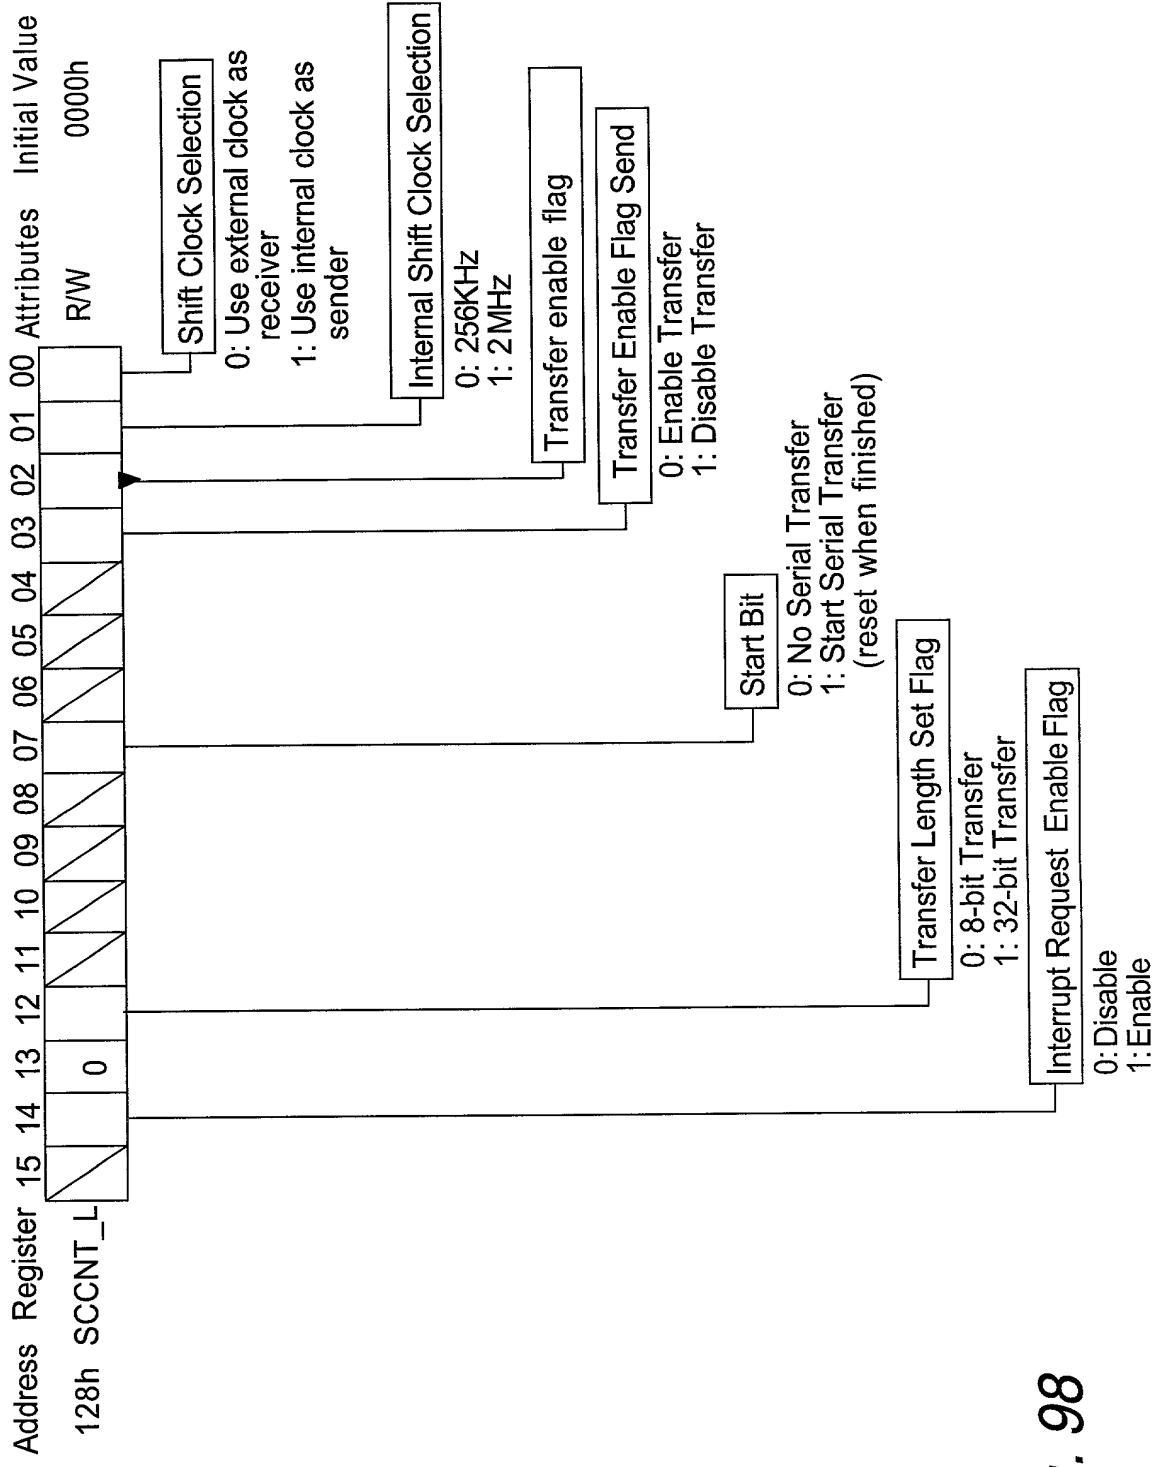 Address Register 15 14 13 12 11 10 09 08 07 06 05 04 03 02 01 00 Attributes Initial Value
128h SCCNT_L 0 R/W 0000h
Shift Clock Selection
0: Use external clock as
receiver
1: Use internal clock as
sender
Internal Shift Clock Selection
0: 256KHz
1: 2MHz
Transfer enable flag
Transfer Enable Flag Send
0: Enable Transfer
1: Disable Transfer
Start Bit
0: No Serial Transfer
1: Start Serial Transfer
(reset when finished)
Transfer Length Set Flag
0: 8-bit Transfer
1: 32-bit Transfer
Interrupt Request Enable Flag
0: Disable
1: Enable
. 98